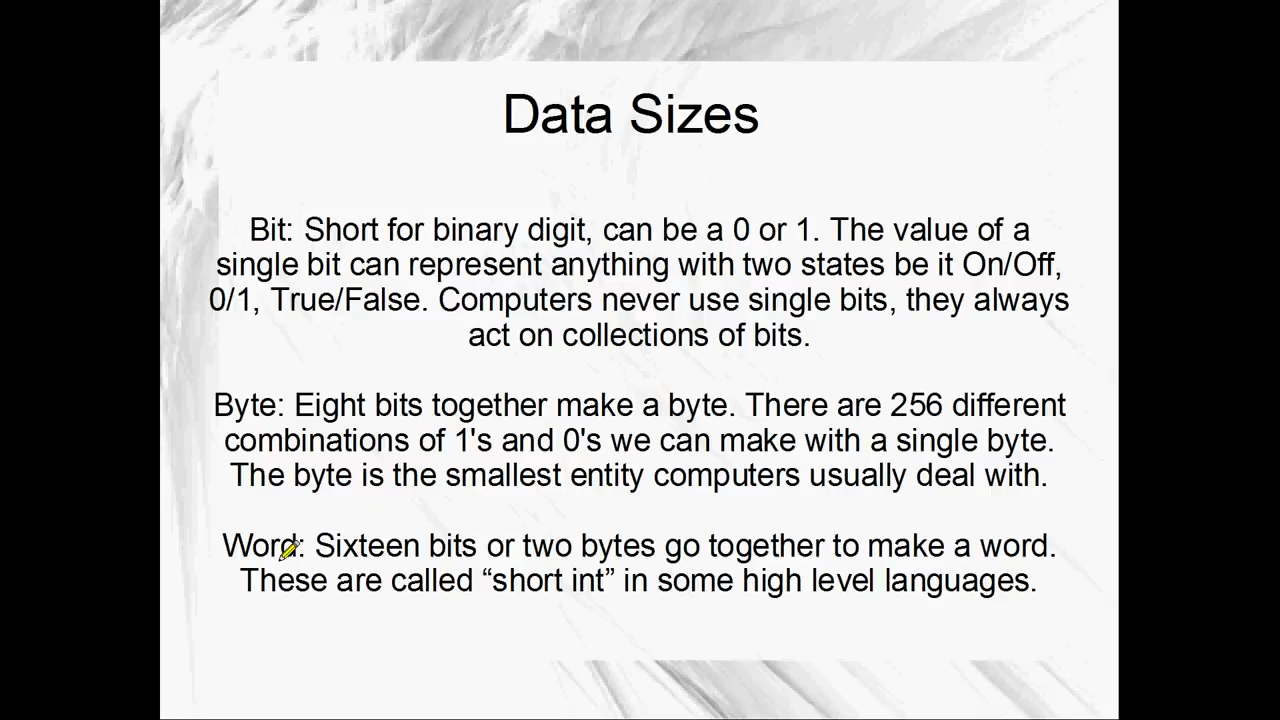 Data Sizes
Bit: Short for binary digit, can be a 0 or 1. The value of a
single bit can represent anything with two states be it On/Off,
0/1, True/False. Computers never use single bits, they always
act on collections of bits.
Byte: Eight bits together make a byte. There are 256 different
combinations of 1's and 0's we can make with a single byte.
The byte is the smallest entity computers usually deal with.
Word: Sixteen bits or two bytes go together to make a word.
These are called “short int” in some high level languages.